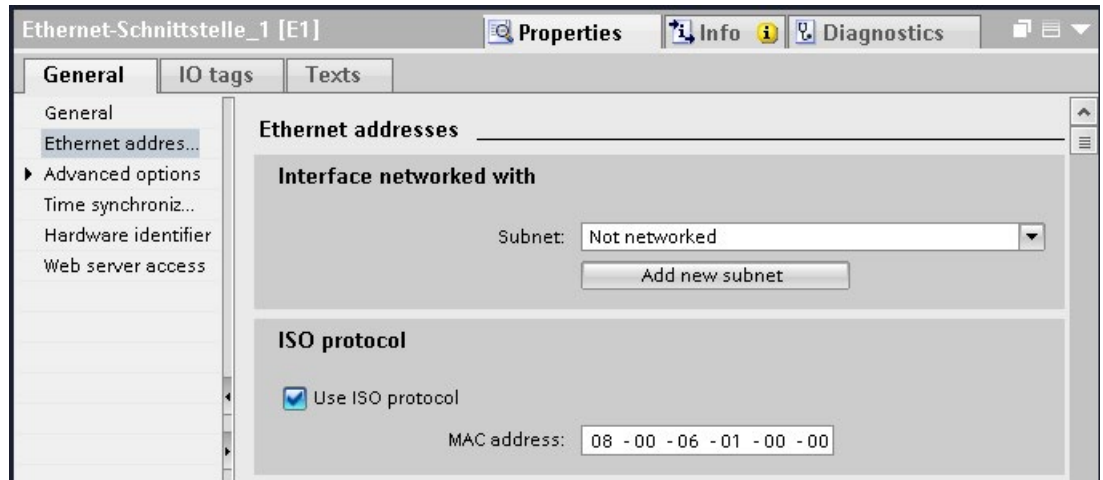 Ethernet-Schnittstelle_1 [E1]
Properties
Info
Diagnostics
General
IO tags
Texts
General
Ethernet addres...
Advanced options
Time synchroniz...
Hardware identifier
Web server access
Ethernet addresses
Interface networked with
Subnet: Not networked
Add new subnet
ISO protocol
Use ISO protocol
MAC address: 08 -00 -06 -01 -00 -00